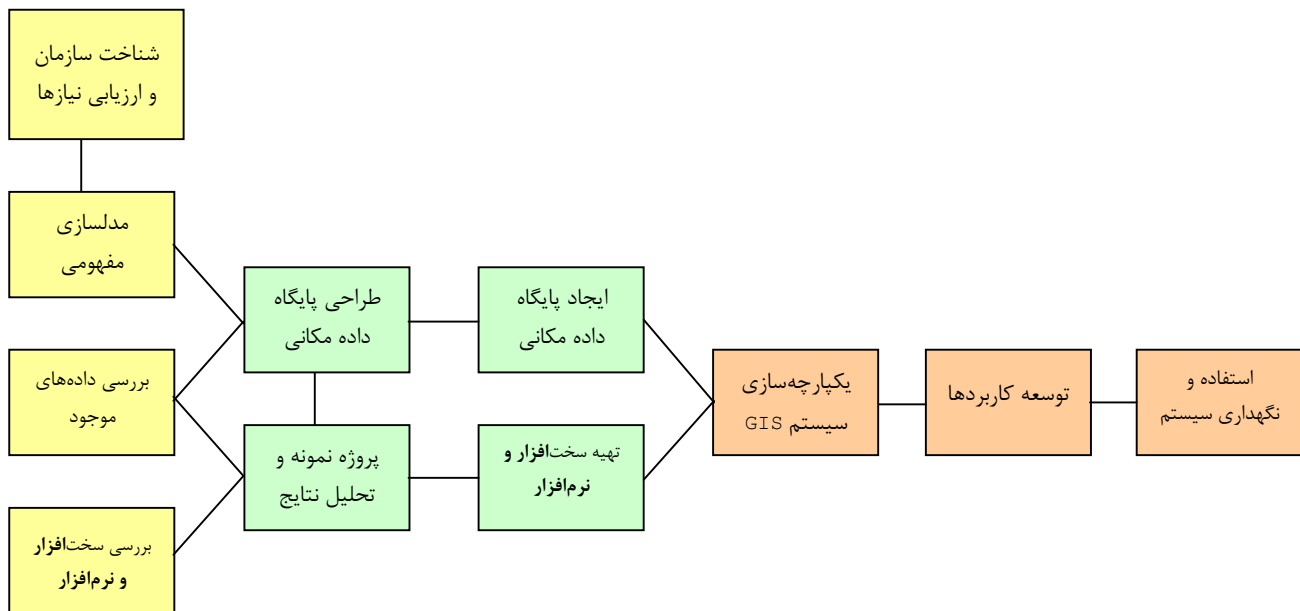 شناخت سازمان
و ارزیابی نیازها
مدلسازی
مفهومی
بررسی داده‌های
موجود
بررسی سخت‌افزار
و نرم‌افزار
طراحی پایگاه
داده مکانی
پروژه نمونه و
تحلیل نتایج
ایجاد پایگاه
داده مکانی
تهیه سخت‌افزار و
نرم‌افزار
یکپارچه‌سازی
سیستم GIS
توسعه کاربردها
استفاده و
نگهداری سیستم